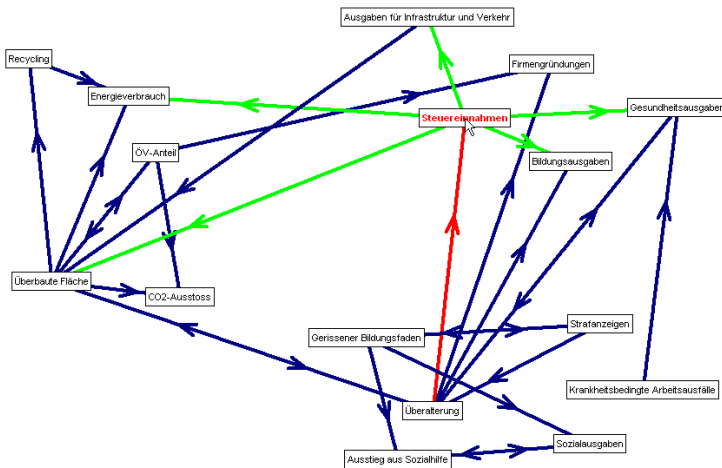 Ausgaben für Infrastruktur und Verkehr
Recycling
Firmengründungen
Energieverbrauch
Gesundheitsausgaben
Steuereinnahmen
ÖV-Anteil
Bildungsausgaben
Überbaute Fläche
CO2-Ausstoss
Strafanzeigen
Gerissener Bildungsfaden
Krankheitsbedingte Arbeitsausfälle
Überalterung
Sozialausgaben
Ausstieg aus Sozialhilfe